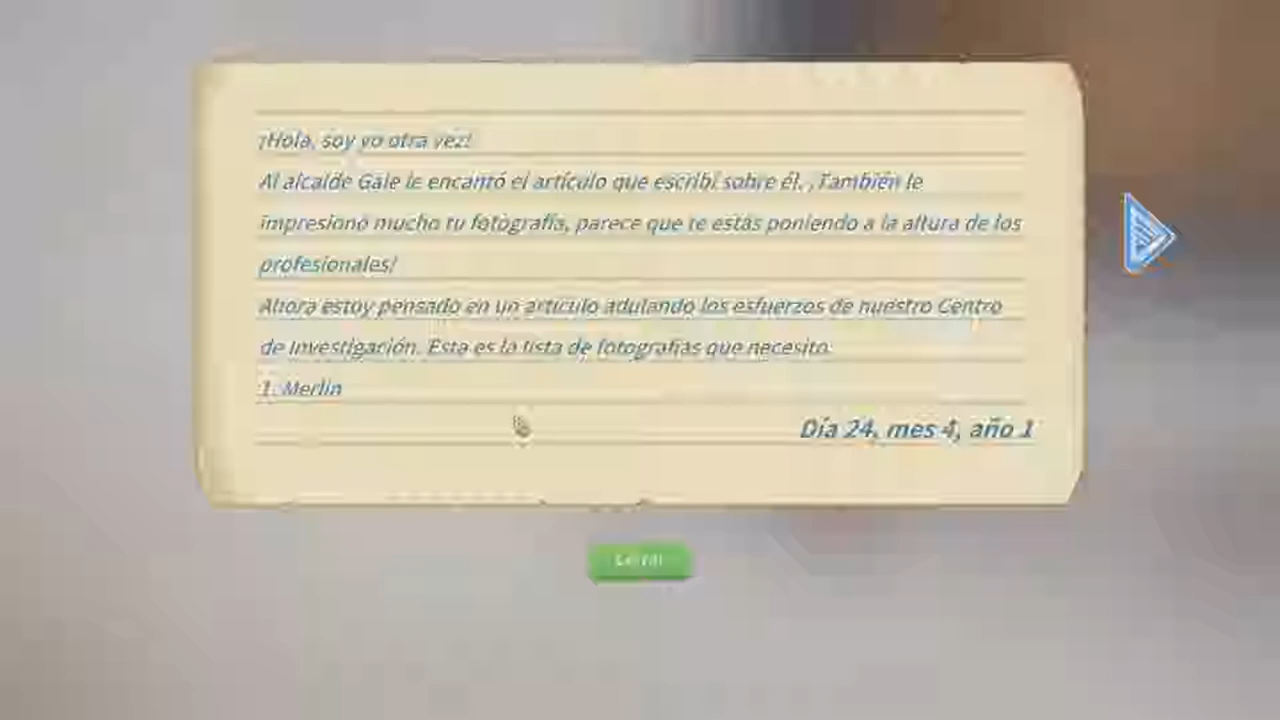 ¡Hola, soy yo otra vez!
Al alcalde Gale le encantó el artículo que escribí sobre él. ¡También le
impresionó mucho tu fotografía, parece que te estás poniendo a la altura de los
profesionales!
Ahora estoy pensado en un artículo adulando los esfuerzos de nuestro Centro
de Investigación. Esta es la lista de fotografías que necesito:
1. Merlin
Día 24, mes 4, año 1
Cerrar